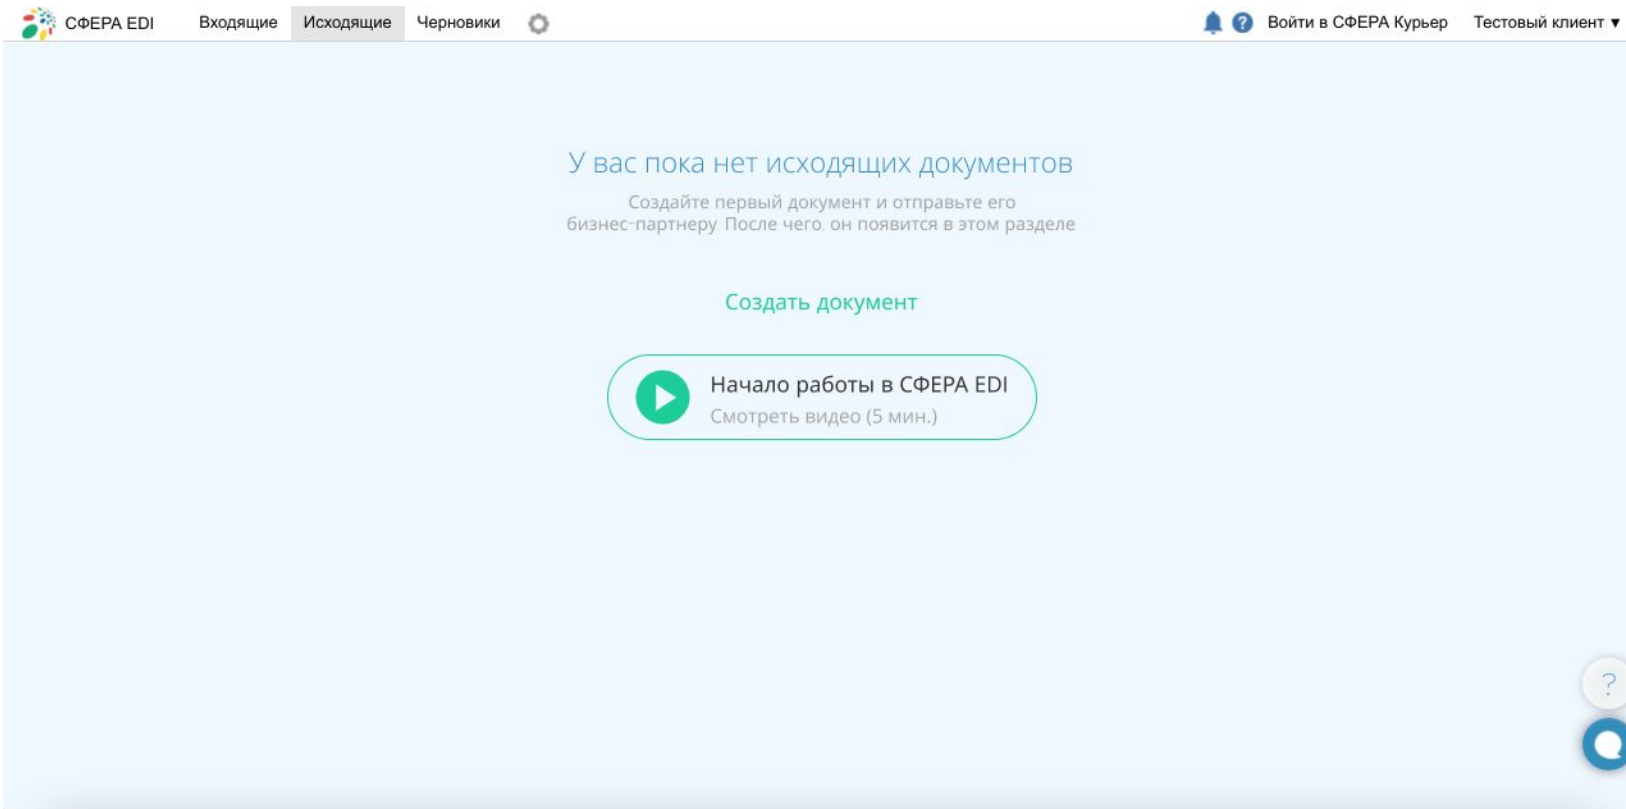 СФЕРА EDI Входящие Исходящие Черновики ? Войти в СФЕРА Курьер Тестовый клиент ▼
У вас пока нет исходящих документов
Создайте первый документ и отправьте его
бизнес-партнеру. После чего, он появится в этом разделе
Создать документ
Начало работы в СФЕРА EDI
Смотреть видео (5 мин.)
?